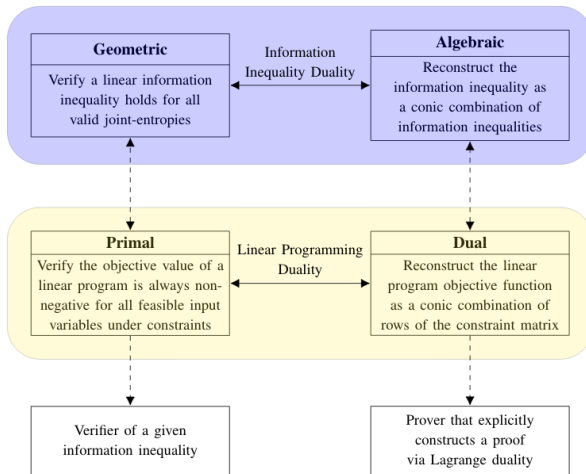 Geometric
Verify a linear information
inequality holds for all
valid joint-entropies
Information
Inequality Duality
Algebraic
Reconstruct the
information inequality as
a conic combination of
information inequalities
Primal
Verify the objective value of a
linear program is always non-
negative for all feasible input
variables under constraints
Linear Programming
Duality
Dual
Reconstruct the linear
program objective function
as a conic combination of
rows of the constraint matrix
Verifier of a given
information inequality
Prover that explicitly
constructs a proof
via Lagrange duality